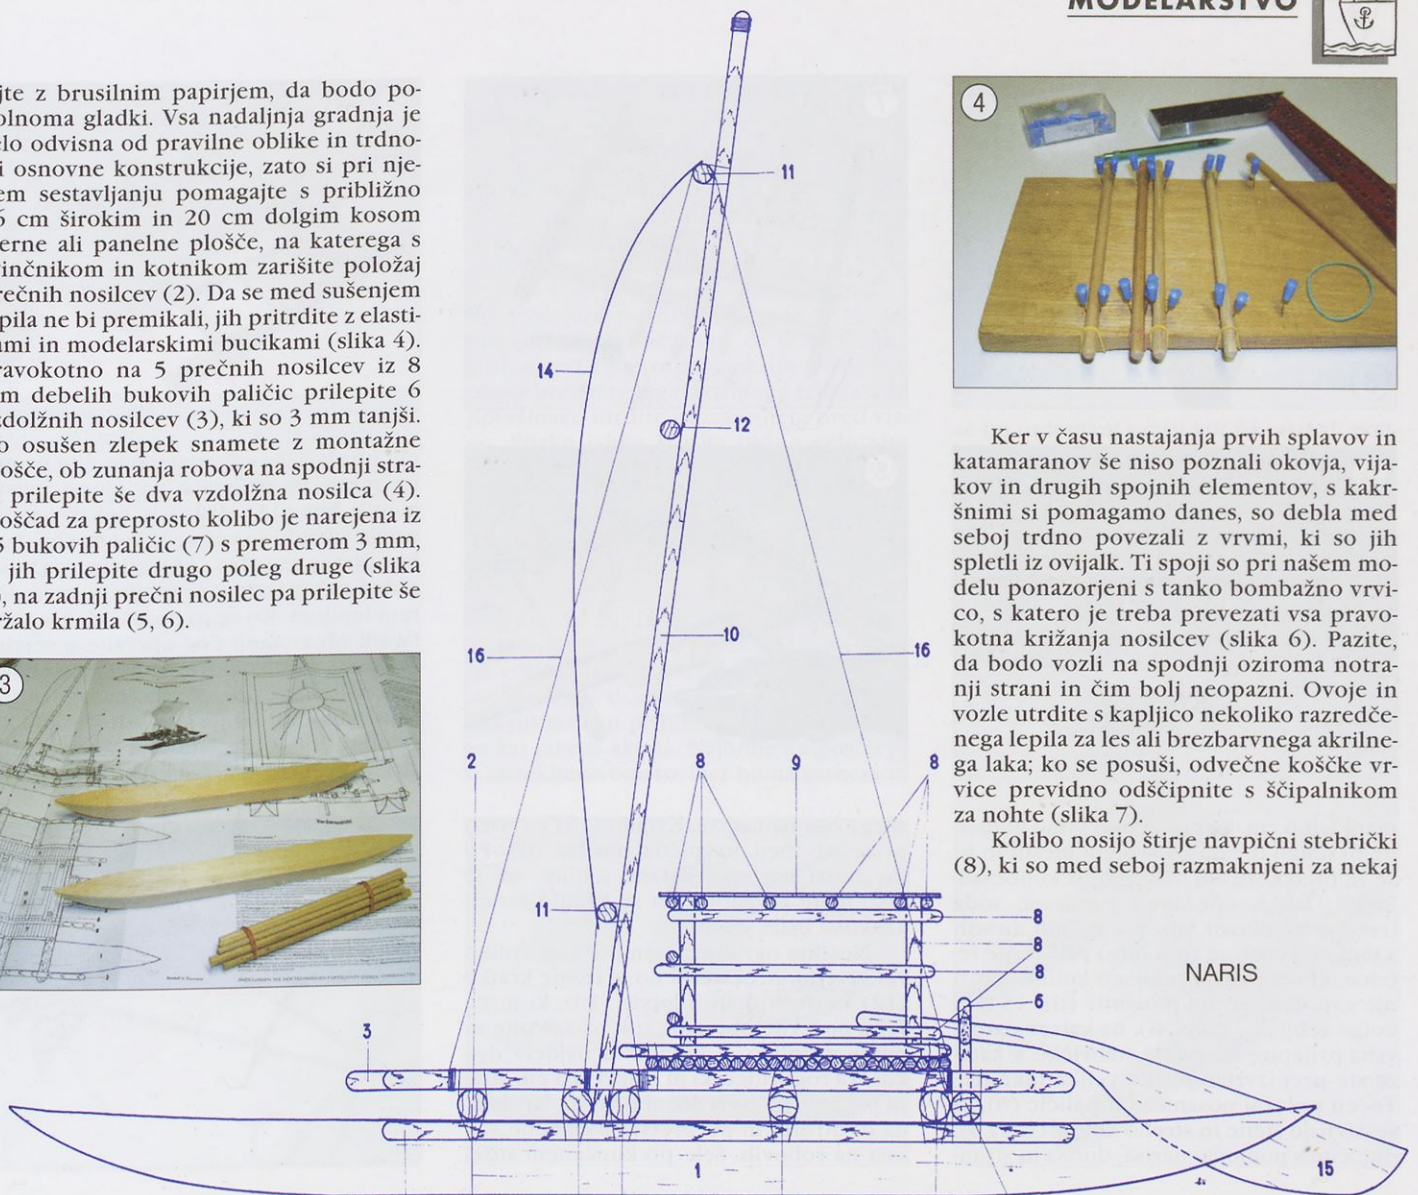 MODELARSTVO
jte z brusilnim papirjem, da bodo po-
olnoma gladki. Vsa nadaljnja gradnja je
elo odvisna od pravilne oblike in trdno-
i osnovne konstrukcije, zato si pri nje-
em sestavljanju pomagajte s približno
5 cm širokim in 20 cm dolgim kosom
erne ali panelne plošče, na katerega s
inčnikom in kotnikom zarišite položaj
rečnih nosilcev (2). Da se med sušenjem
pila ne bi premikali, jih pritrdite z elasti-
ami in modelarskimi bucikami (slika 4).
ravokotno na 5 prečnih nosilcev iz 8
m debelih bukovih paličic prilepite 6
zdolžnih nosilcev (3), ki so 3 mm tanjši.
o osušen zlepek snamete z montažne
ošče, ob zunanja robova na spodnji stra-
prilepite še dva vzdolžna nosilca (4).
oščad za preprosto kolibo je narejena iz
5 bukovih paličic (7) s premerom 3 mm,
jih prilepite drugo poleg druge (slika
), na zadnji prečni nosilec pa prilepite še
ržalo krmila (5, 6).
3
11
14
12
10
16
16
2
8
9
8
11
8
8
8
6
3
1
15
4
Ker v času nastajanja prvih splavov in
katamaranov še niso poznali okovja, vija-
kov in drugih spojnih elementov, s kakr-
šnimi si pomagamo danes, so debla med
seboj trdno povezali z vrvmi, ki so jih
spletli iz ovijalk. Ti spoji so pri našem mo-
delu ponazorjeni s tanko bombažno vrvi-
co, s katero je treba prevezati vsa pravo-
kotna križanja nosilcev (slika 6). Pazite,
da bodo vozli na spodnji oziroma notra-
nji strani in čim bolj neopazni. Ovoje in
vozle utrdite s kapljico nekoliko razredče-
nega lepila za les ali brezbarvnega akrilne-
ga laka; ko se posuši, odvečne koščke vr-
vice previdno odščipnite s ščipalnikom
za nohte (slika 7).
Kolibo nosijo štirje navpični stebrički
(8), ki so med seboj razmaknjeni za nekaj
NARIS